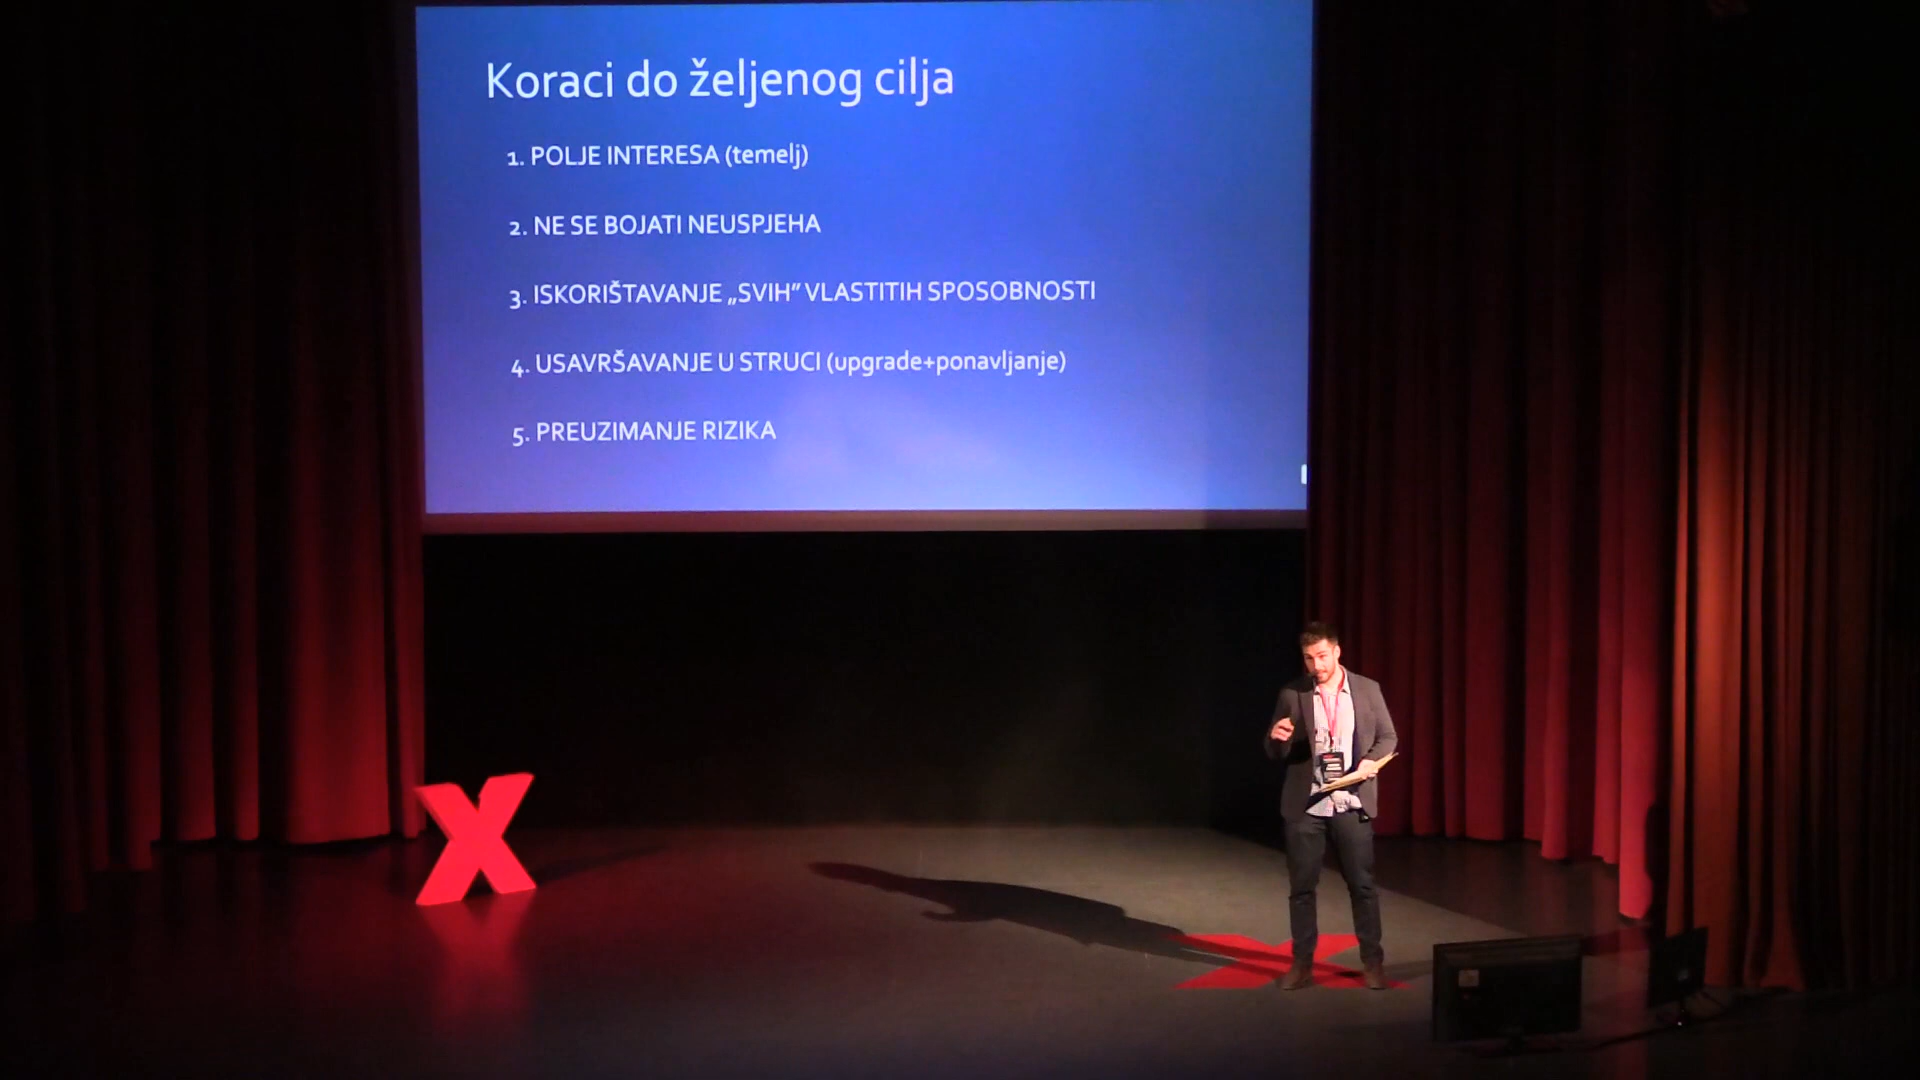 Koraci do željenog cilja
1. POLJE INTERESA (temelj)
2. NE SE BOJATI NEUSPJEHA
3. ISKORIŠTAVANJE „SVIH” VLASTITIH SPOSOBNOSTI
4. USAVRŠAVANJE U STRUCI (upgrade+ponavljanje)
5. PREUZIMANJE RIZIKA
X